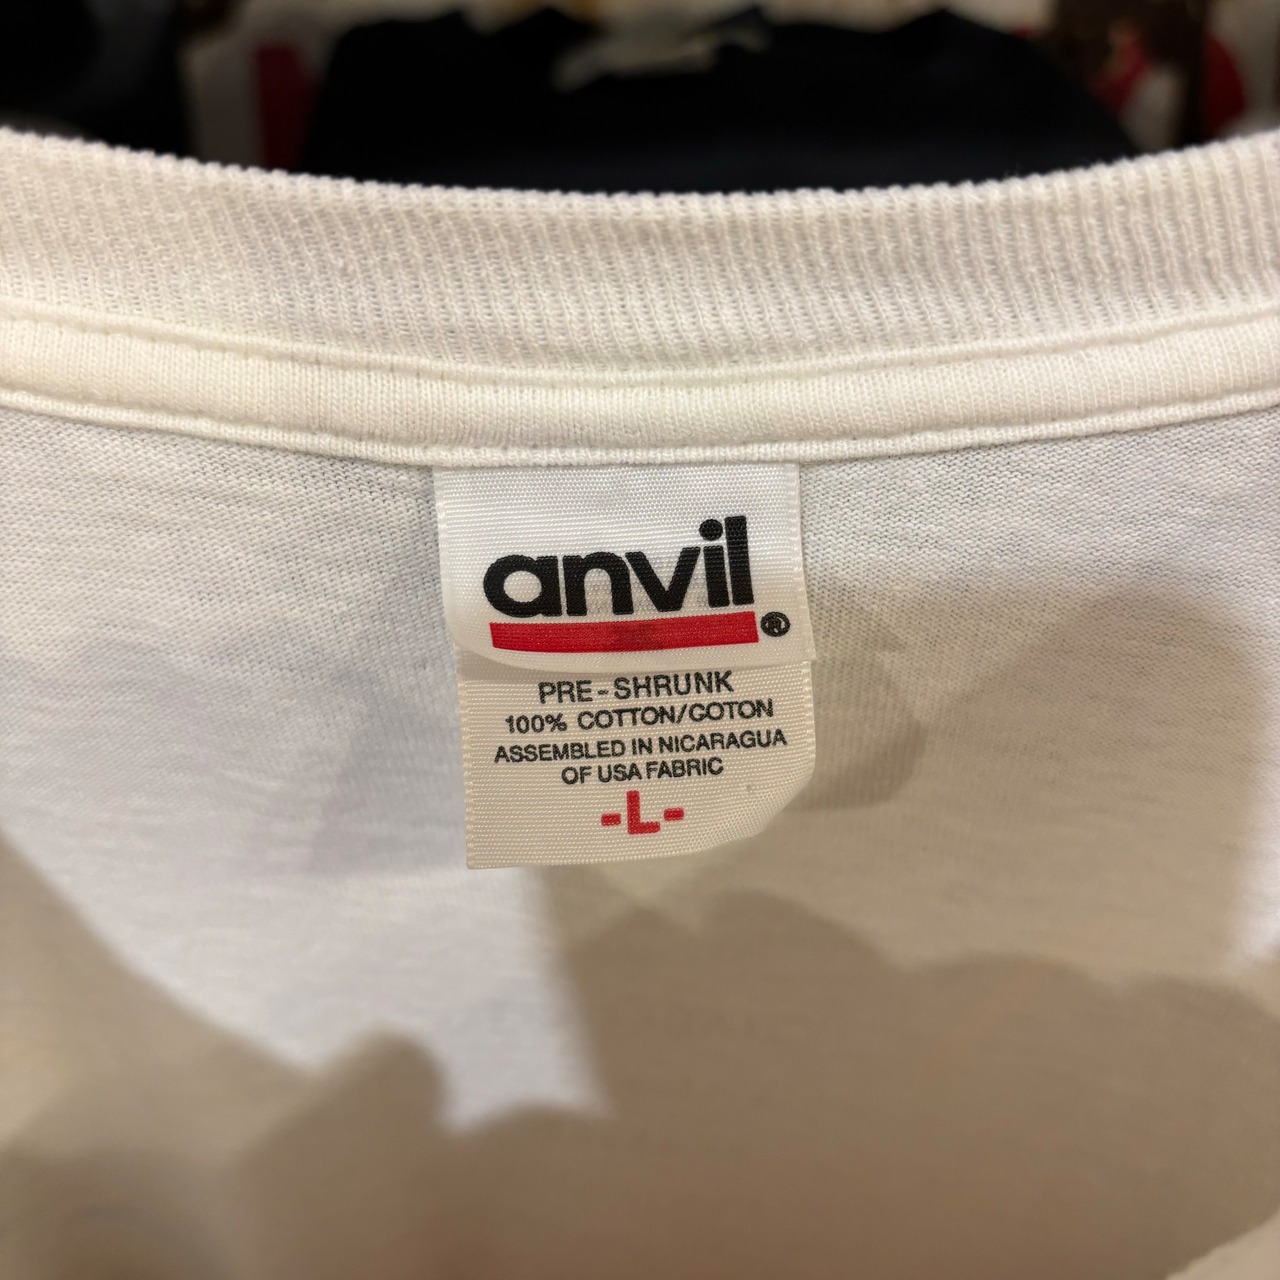 anvil®
PRE-SHRUNK
100% COTTON/COTON
ASSEMBLED IN NICARAGUA
OF USA FABRIC
-L-